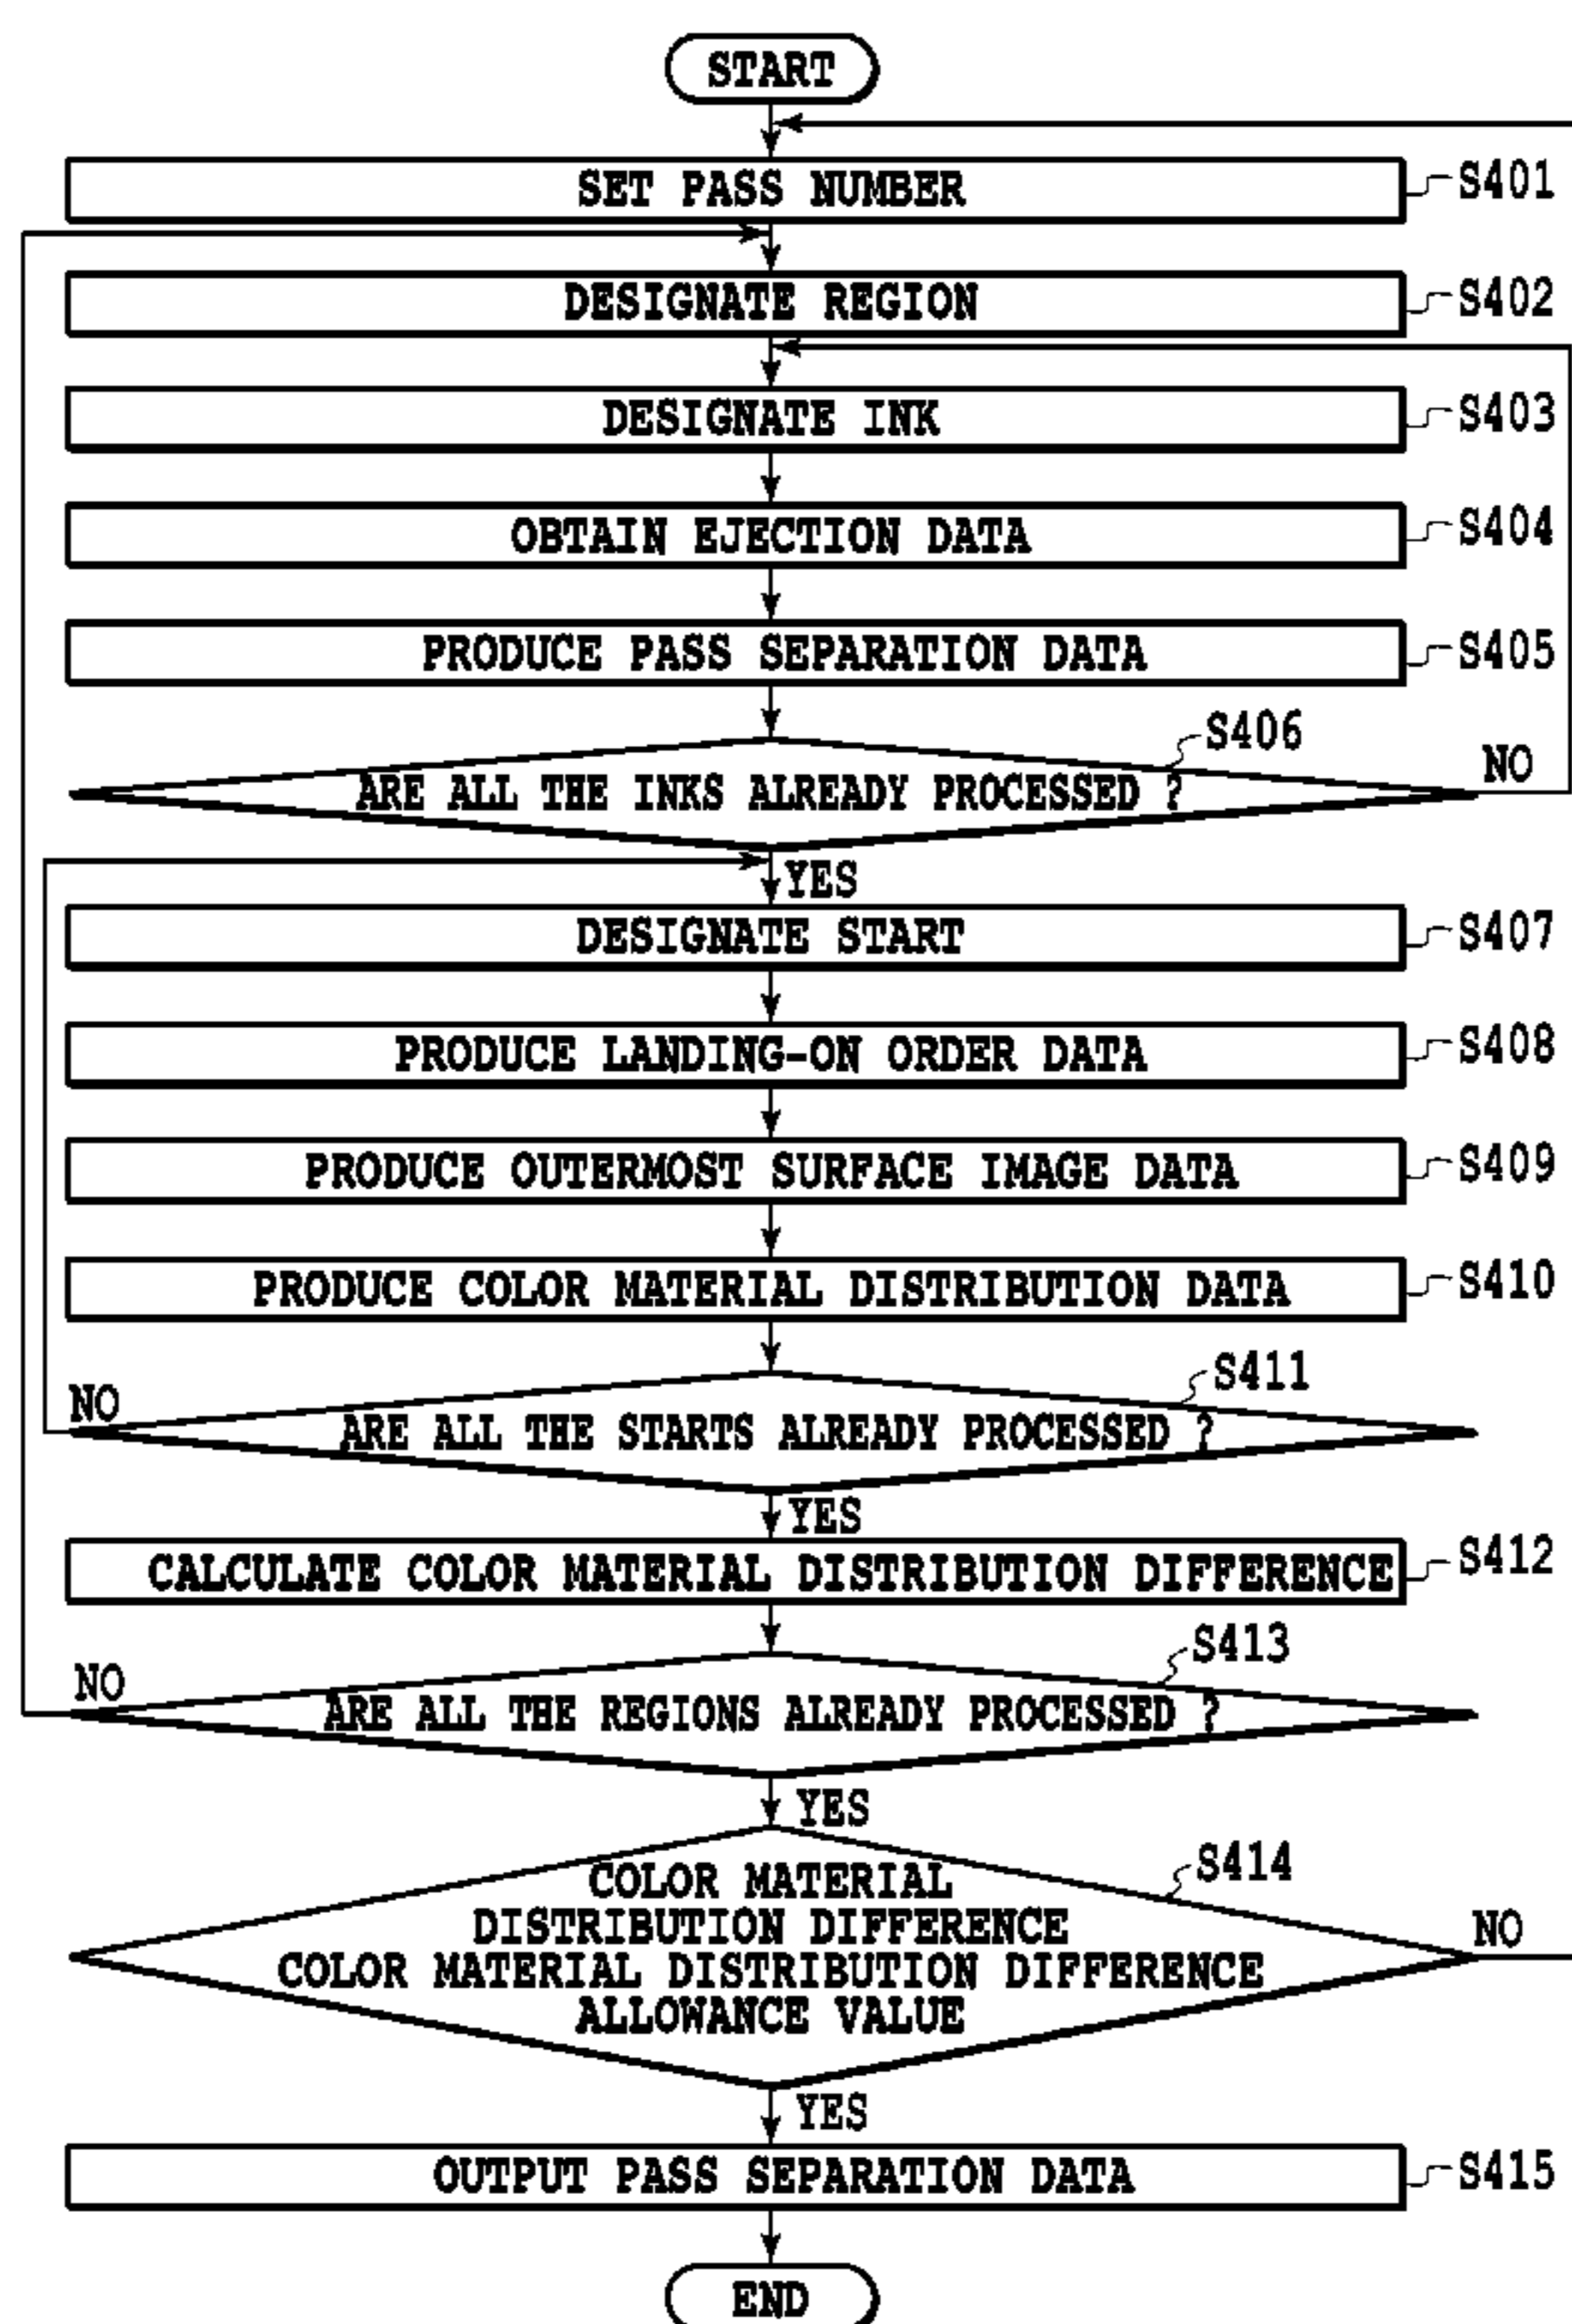 START
SET PASS NUMBER
S401
DESIGNATE REGION
S402
DESIGNATE INK
S403
OBTAIN EJECTION DATA
S404
PRODUCE PASS SEPARATION DATA
S405
S406
ARE ALL THE INKS ALREADY PROCESSED ?
NO
YES
DESIGNATE START
S407
PRODUCE LANDING-ON ORDER DATA
S408
PRODUCE OUTERMOST SURFACE IMAGE DATA
S409
PRODUCE COLOR MATERIAL DISTRIBUTION DATA
S410
S411
NO
ARE ALL THE STARTS ALREADY PROCESSED ?
YES
CALCULATE COLOR MATERIAL DISTRIBUTION DIFFERENCE
S412
S413
NO
ARE ALL THE REGIONS ALREADY PROCESSED ?
YES
S414
COLOR MATERIAL
DISTRIBUTION DIFFERENCE
COLOR MATERIAL DISTRIBUTION DIFFERENCE
ALLOWANCE VALUE
NO
YES
OUTPUT PASS SEPARATION DATA
S415
END